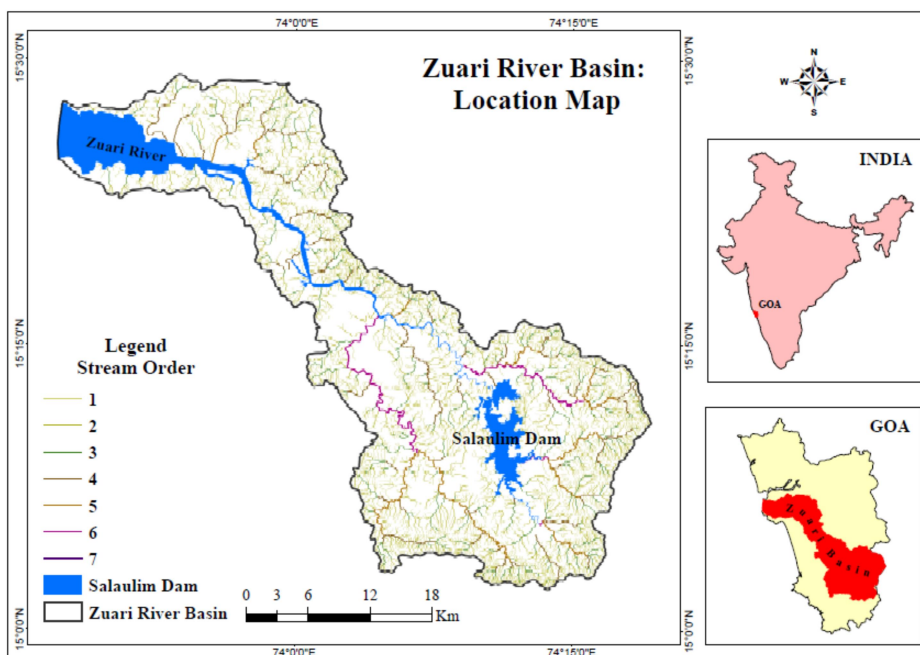 74°0'0"E
74°15'0"E
15°30'0"N
15°30'0"N
Zuari River Basin:
Location Map
N
W
E
S
Zuari River
INDIA
GOA
15°15'0"N
15°15'0"N
Legend
Stream Order
1
2
3
4
5
6
7
Salaulim Dam
Zuari River Basin
Salaulim Dam
0 3 6 12 18
Km
GOA
Zuari Basin
15°0'0"N
15°0'0"N
74°0'0"E
74°15'0"E